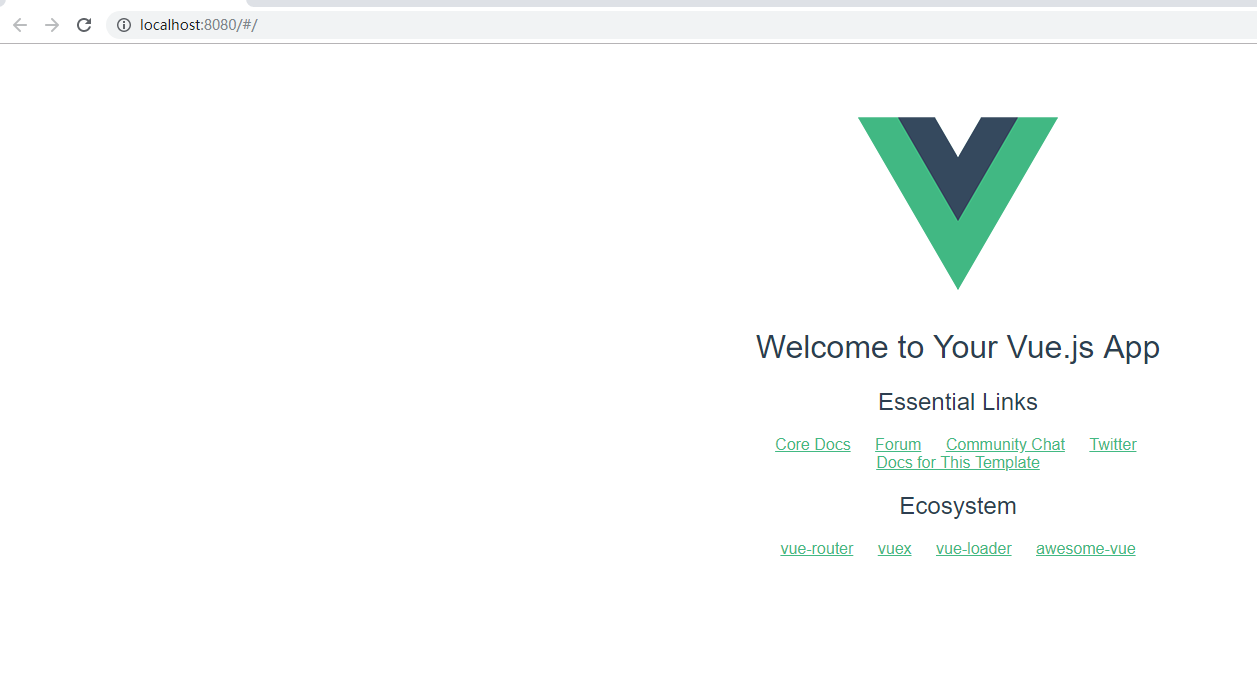 localhost:8080/#/
Welcome to Your Vue.js App
Essential Links
Core Docs Forum Community Chat Twitter
Docs for This Template
Ecosystem
vue-router vuex vue-loader awesome-vue